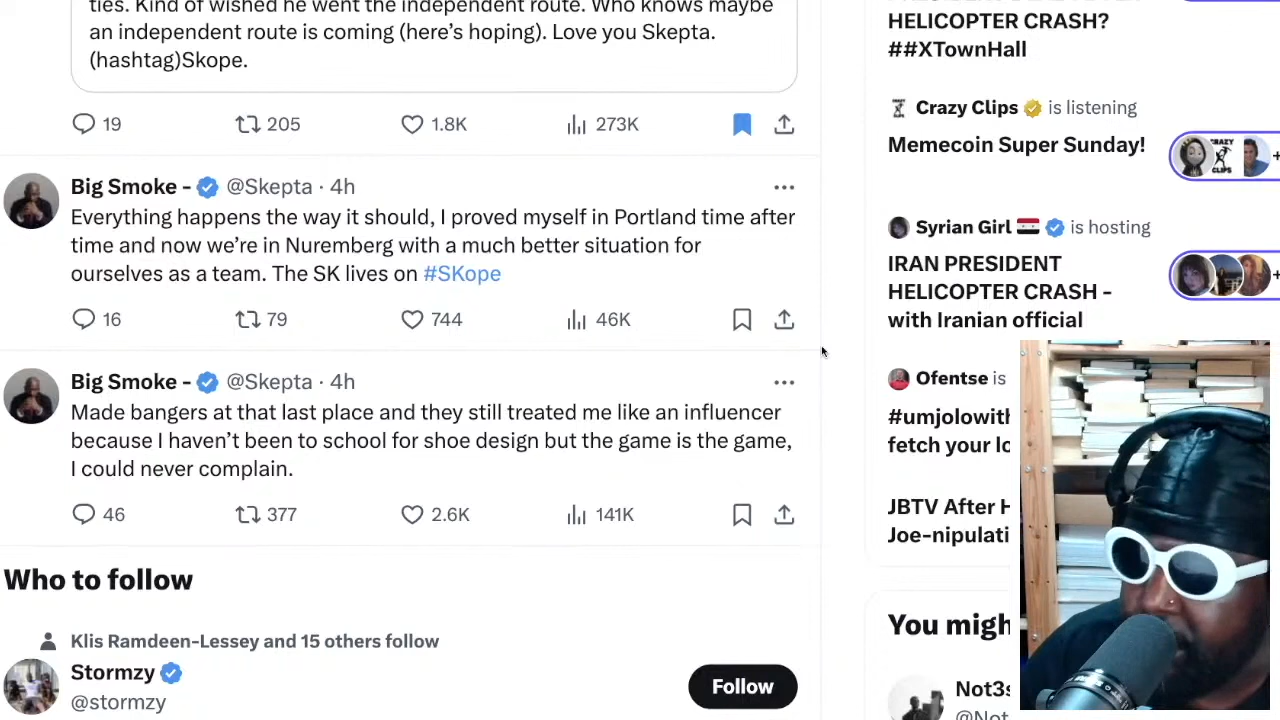 ties. Kind of wished he went the independent route. Who knows maybe
an independent route is coming (here's hoping). Love you Skepta.
(hashtag)Skope.
19 205 1.8K 273K
Big Smoke - @Skepta · 4h
Everything happens the way it should, I proved myself in Portland time after
time and now we're in Nuremberg with a much better situation for
ourselves as a team. The SK lives on #SKope
16 79 744 46K
Big Smoke - @Skepta · 4h
Made bangers at that last place and they still treated me like an influencer
because I haven't been to school for shoe design but the game is the game,
I could never complain.
46 377 2.6K 141K
Who to follow
Klis Ramdeen-Lessey and 15 others follow
Stormzy
@stormzy
Follow
HELICOPTER CRASH?
##XTownHall
Crazy Clips is listening
Memecoin Super Sunday!
CRAZY
CLIPS
+
Syrian Girl is hosting
IRAN PRESIDENT
HELICOPTER CRASH -
with Iranian official
+
Ofentse is
#umjolowith
fetch your lo
JBTV After H
Joe-nipulati
You migh
Not3s
@Not